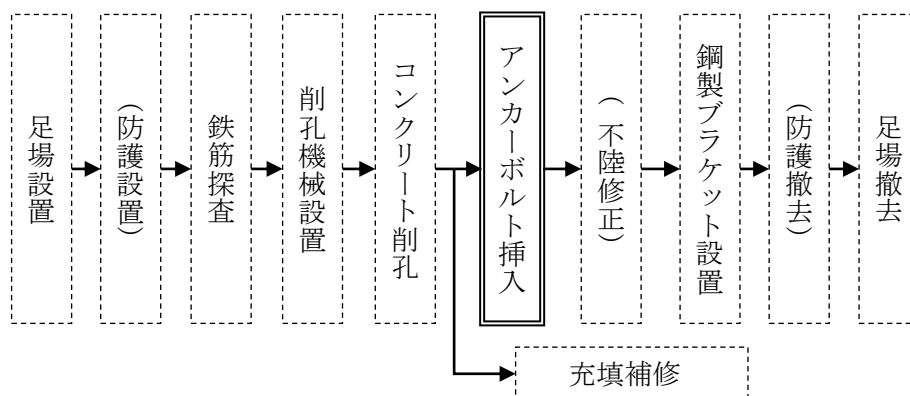 足場設置
(防護設置)
鉄筋探査
削孔機械設置
コンクリート削孔
アンカーボルト挿入
(不陸修正)
鋼製ブラケット設置
(防護撤去)
足場撤去
充填補修